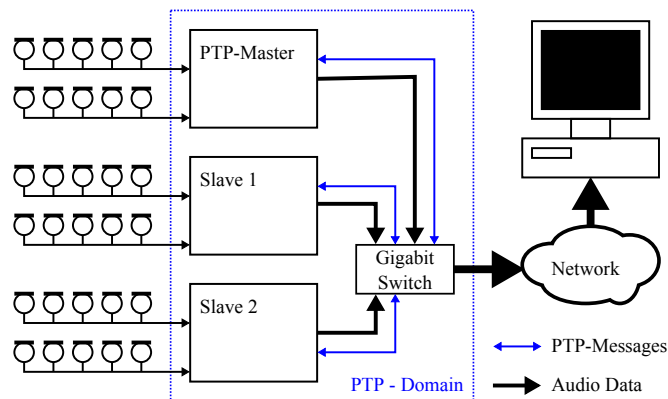 PTP-Master
Slave 1
Gigabit
Switch
Network
Slave 2
PTP-Messages
PTP - Domain
Audio Data